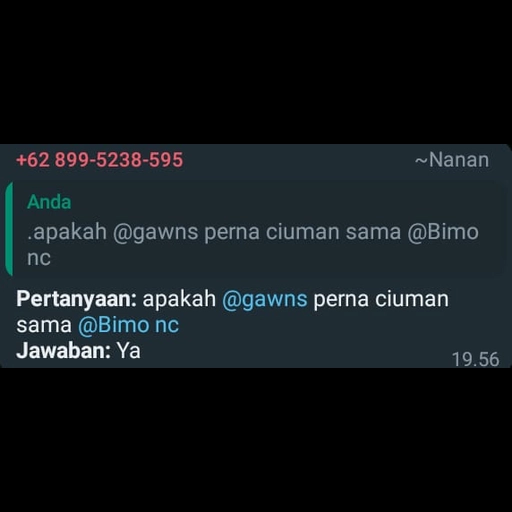 +62 899-5238-595 ~Nanan
Anda
.apakah @gawns perna ciuman sama @Bimo
nc
Pertanyaan: apakah @gawns perna ciuman
sama @Bimo nc
Jawaban: Ya
19.56